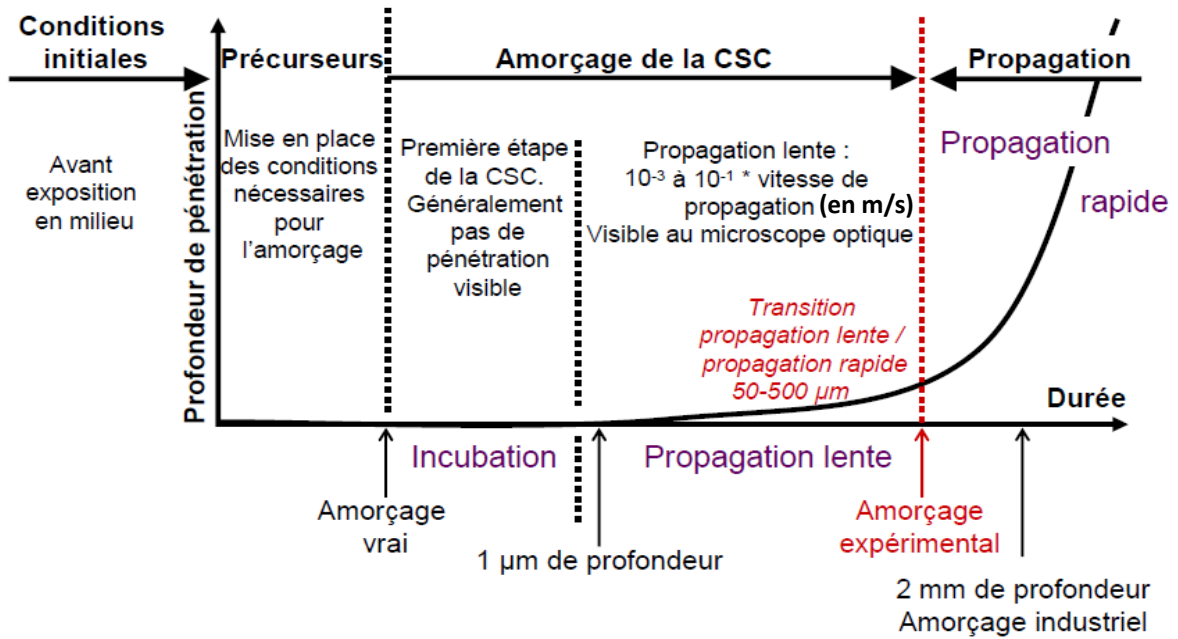 Conditions
initiales
Précurseurs
Amorçage de la CSC
Propagation
Profondeur de pénétration
Avant
exposition
en milieu
Mise en place
des conditions
nécessaires
pour
l'amorçage
Première étape
de la CSC.
Généralement
pas de
pénétration
visible
Propagation lente :
10⁻³ à 10⁻¹ * vitesse de
propagation (en m/s)
Visible au microscope optique
Propagation
rapide
Transition
propagation lente /
propagation rapide
50-500 µm
Durée
Incubation
Propagation lente
Amorçage
vrai
1 µm de profondeur
Amorçage
expérimental
2 mm de profondeur
Amorçage industriel